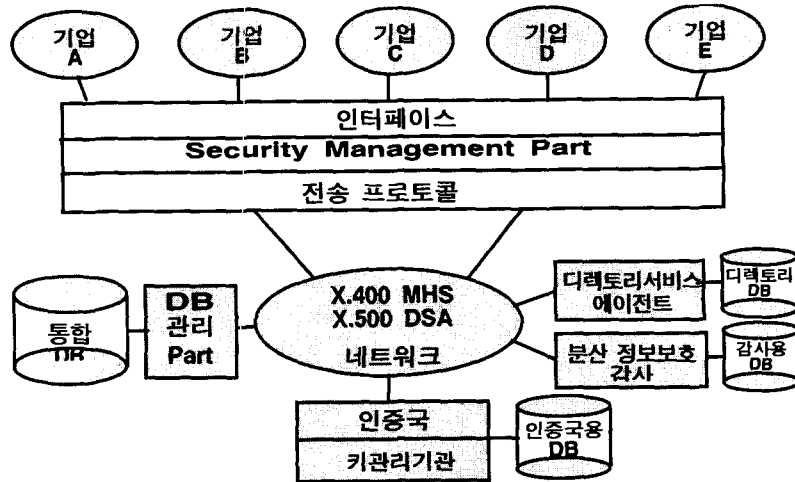 기업
A
기업
B
기업
C
기업
D
기업
E
인터페이스
Security Management Part
전송 프로토콜
X.400 MHS
X.500 DSA
네트워크
통합
DB
DB
관리
Part
디렉토리서비스
에이전트
디렉토리
DB
분산 정보보호
감사
감사용
DB
인증국
키관리기관
인증국용
DB